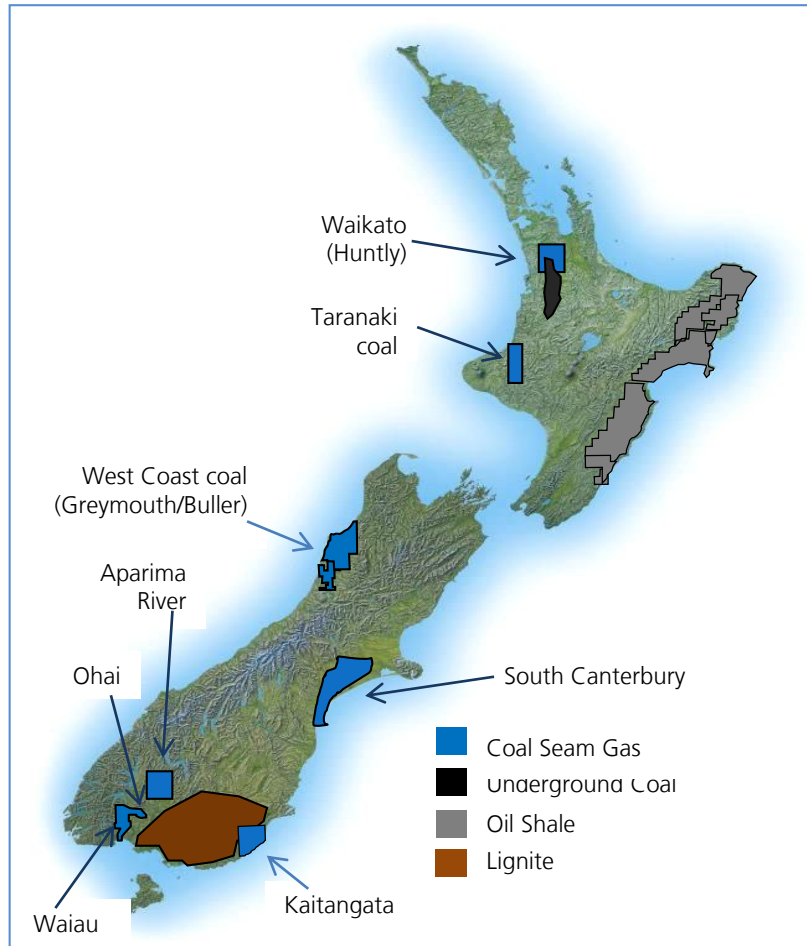 Waikato
(Huntly)
Taranaki
coal
West Coast coal
(Greymouth/Buller)
Aparima
River
Ohai
South Canterbury
Coal Seam Gas
Underground Coal
Oil Shale
Lignite
Kaitangata
Waiau